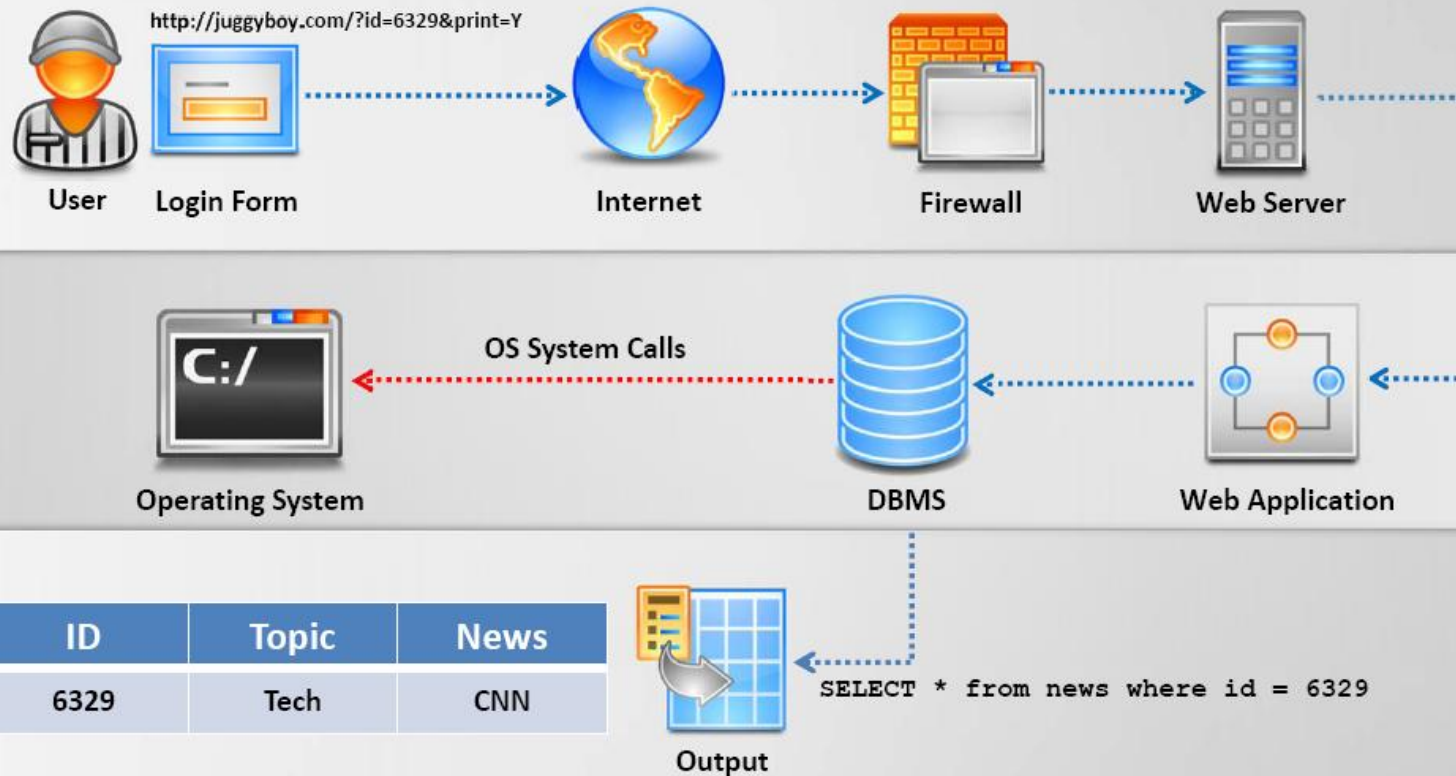 http://juggyboy.com/?id=6329&print=Y
User
Login Form
Internet
Firewall
Web Server
C:/
OS System Calls
Operating System
DBMS
Web Application
ID Topic News
6329 Tech CNN
SELECT * from news where id = 6329
Output